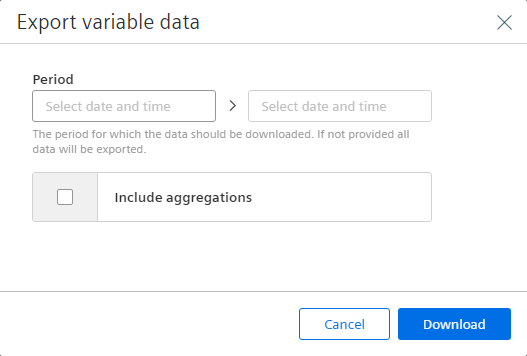 Export variable data
Period
Select date and time
Select date and time
The period for which the data should be downloaded. If not provided all
data will be exported.
Include aggregations
Cancel
Download